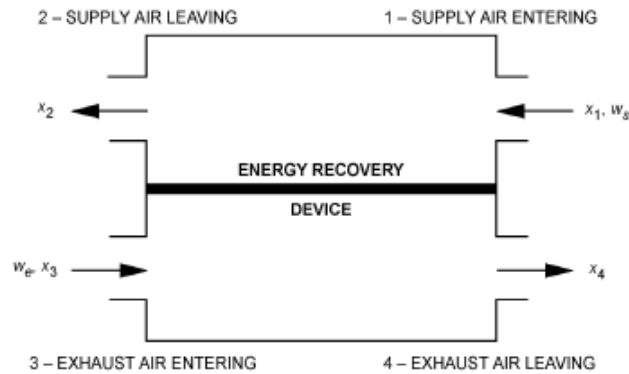 2 – SUPPLY AIR LEAVING 1 – SUPPLY AIR ENTERING
x₂ x₁, wₛ
ENERGY RECOVERY
DEVICE
wₑ, x₃ x₄
3 – EXHAUST AIR ENTERING 4 – EXHAUST AIR LEAVING